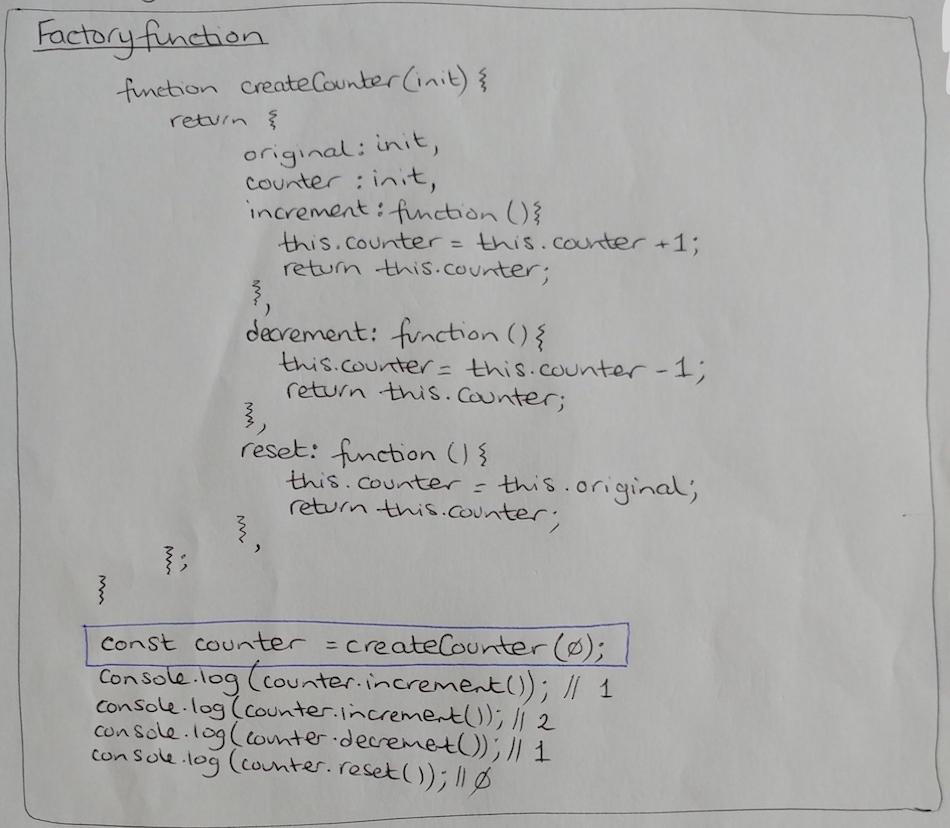 Factory function
function createCounter(init) {
return {
original: init,
counter : init,
increment: function () {
this.counter = this.counter +1;
return this.counter;
},
decrement: function () {
this.counter = this.counter -1;
return this.counter;
},
reset: function () {
this.counter = this.original;
return this.counter;
},
};
}
const counter = createCounter(0);
console.log(counter.increment()); // 1
console.log(counter.increment()); // 2
console.log(counter.decremet()); // 1
console.log(counter.reset()); // 0